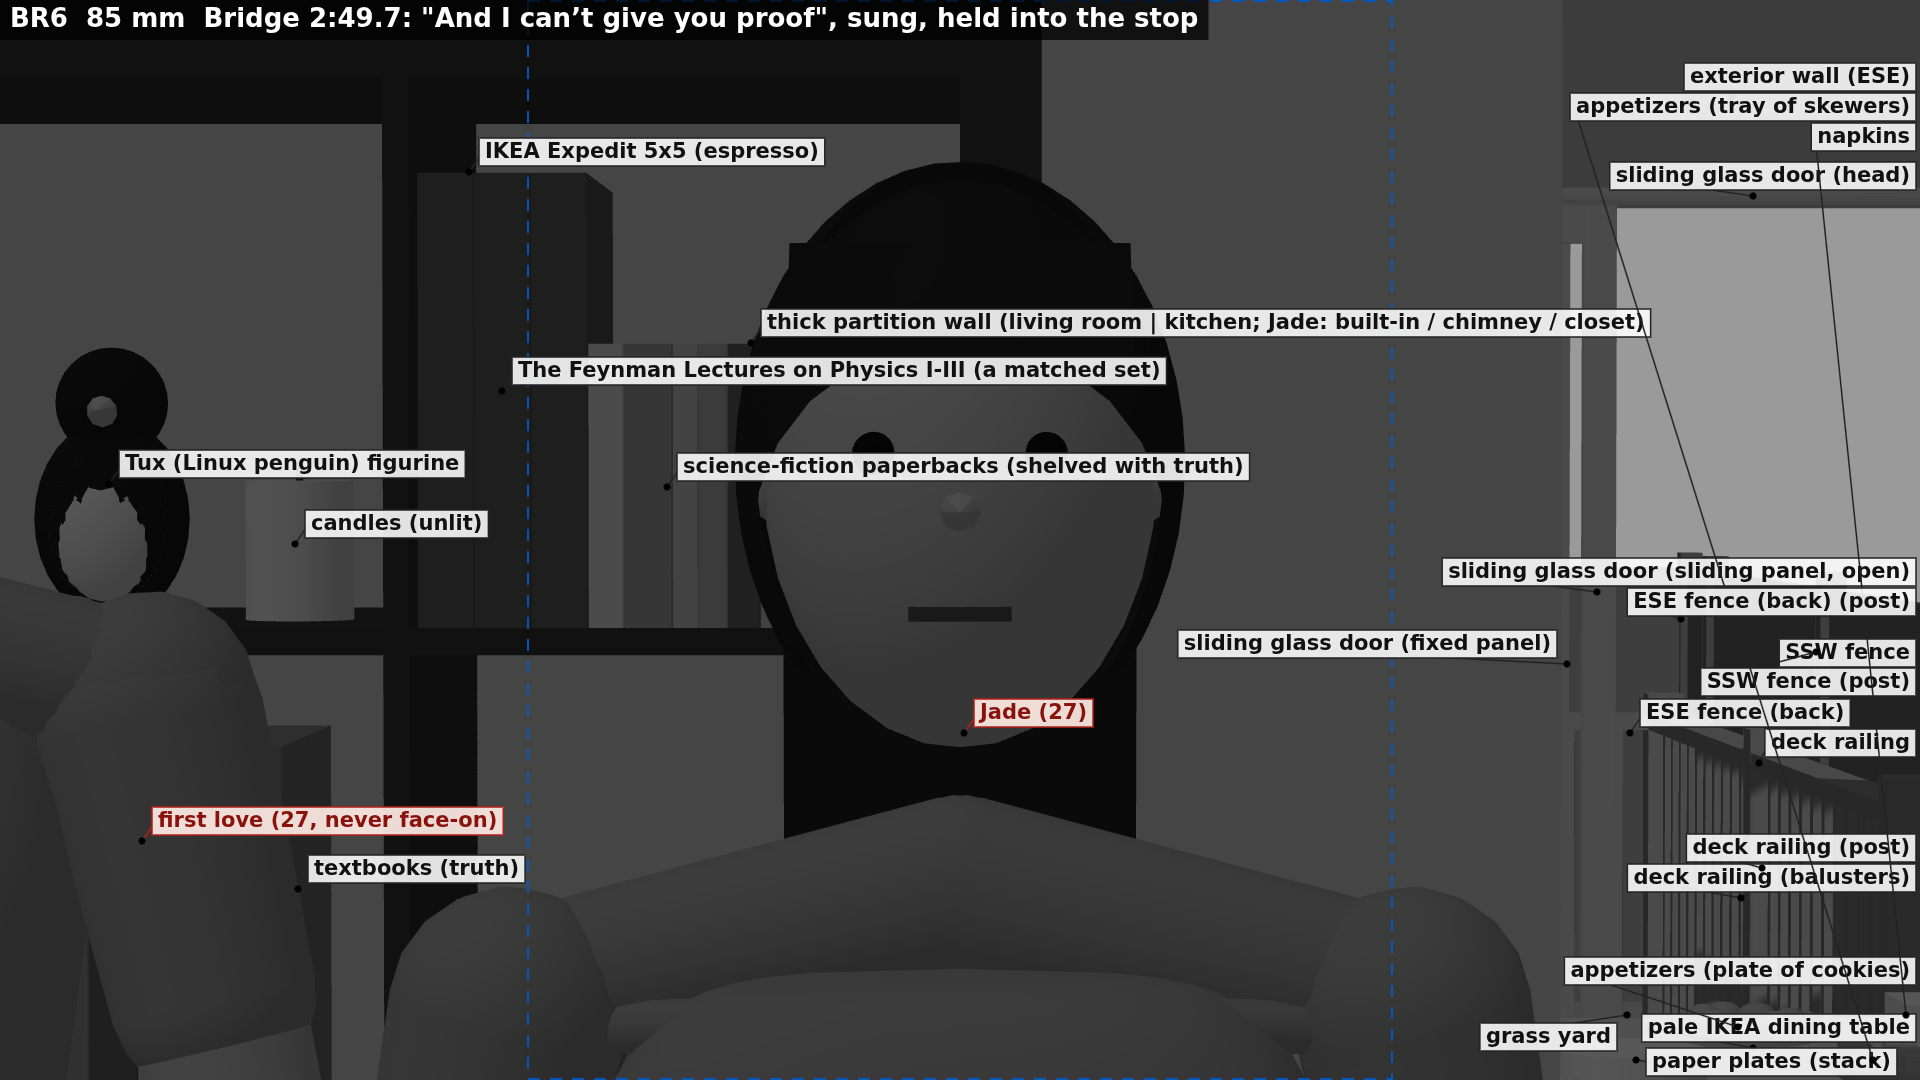 BR6  85 mm  Bridge 2:49.7: "And I can’t give you proof", sung, held into the stop
exterior wall (ESE)
appetizers (tray of skewers)
napkins
IKEA Expedit 5x5 (espresso)
sliding glass door (head)
thick partition wall (living room | kitchen; Jade: built-in / chimney / closet)
The Feynman Lectures on Physics I-III (a matched set)
Tux (Linux penguin) figurine
science-fiction paperbacks (shelved with truth)
candles (unlit)
sliding glass door (sliding panel, open)
ESE fence (back) (post)
sliding glass door (fixed panel)
SSW fence
SSW fence (post)
Jade (27)
ESE fence (back)
deck railing
first love (27, never face-on)
deck railing (post)
textbooks (truth)
deck railing (balusters)
appetizers (plate of cookies)
grass yard
pale IKEA dining table
paper plates (stack)